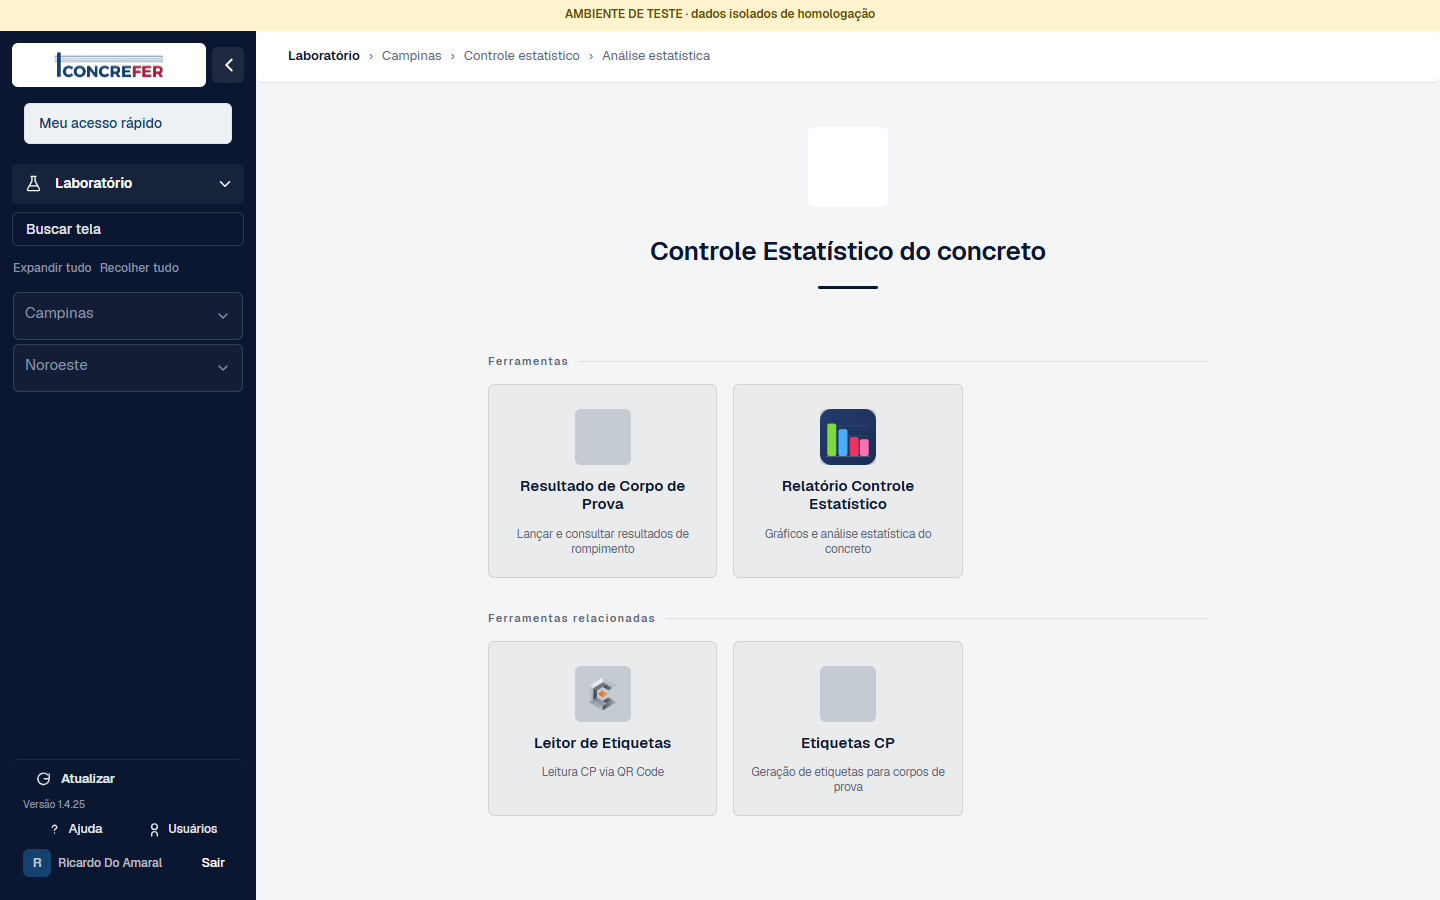 AMBIENTE DE TESTE · dados isolados de homologação
CONCREFER
Meu acesso rápido
Laboratório
Buscar tela
Expandir tudo Recolher tudo
Campinas
Noroeste
Atualizar
Versão 1.4.25
? Ajuda Usuários
R Ricardo Do Amaral Sair
Laboratório › Campinas › Controle estatístico › Análise estatística
Controle Estatístico do concreto
Ferramentas
Resultado de Corpo de
Prova
Lançar e consultar resultados de
rompimento
Relatório Controle
Estatístico
Gráficos e análise estatística do
concreto
Ferramentas relacionadas
Leitor de Etiquetas
Leitura CP via QR Code
Etiquetas CP
Geração de etiquetas para corpos de
prova